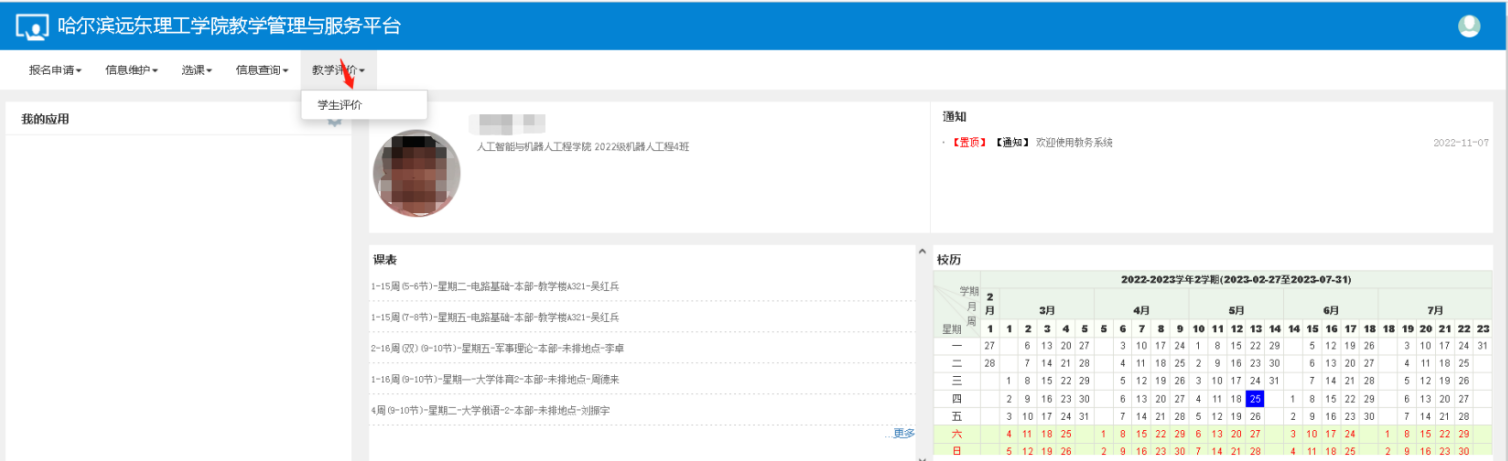 哈尔滨远东理工学院教学管理与服务平台
报名申请 信息维护 选课 信息查询 教学评价
学生评价
我的应用
人工智能与机器人工程学院 2022级机器人工程4班
通知
·【置顶】【通知】欢迎使用教务系统 2022-11-07
课表
1-15周(5-6节)-星期二-电路基础-本部-教学楼A321-吴红兵
1-15周(7-8节)-星期五-电路基础-本部-教学楼A321-吴红兵
2-16周(双)(9-10节)-星期五-军事理论-本部-未排地点-李卓
1-16周(9-10节)-星期一-大学体育2-本部-未排地点-周德来
4周(9-10节)-星期二-大学俄语-2-本部-未排地点-刘振宇
...更多
校历
2022-2023学年2学期(2023-02-27至2023-07-31)
学期
月 2月 3月 4月 5月 6月 7月
周
星期 1 1 2 3 4 5 5 6 7 8 9 10 11 12 13 14 14 15 16 17 18 18 19 20 21 22 23
一 27 6 13 20 27 3 10 17 24 1 8 15 22 29 5 12 19 26 3 10 17 24 31
二 28 7 14 21 28 4 11 18 25 2 9 16 23 30 6 13 20 27 4 11 18 25
三 1 8 15 22 29 5 12 19 26 3 10 17 24 31 7 14 21 28 5 12 19 26
四 2 9 16 23 30 6 13 20 27 4 11 18 25 1 8 15 22 29 6 13 20 27
五 3 10 17 24 31 7 14 21 28 5 12 19 26 2 9 16 23 30 7 14 21 28
六 4 11 18 25 1 8 15 22 29 6 13 20 27 3 10 17 24 1 8 15 22 29
日 5 12 19 26 2 9 16 23 30 7 14 21 28 4 11 18 25 2 9 16 23 30